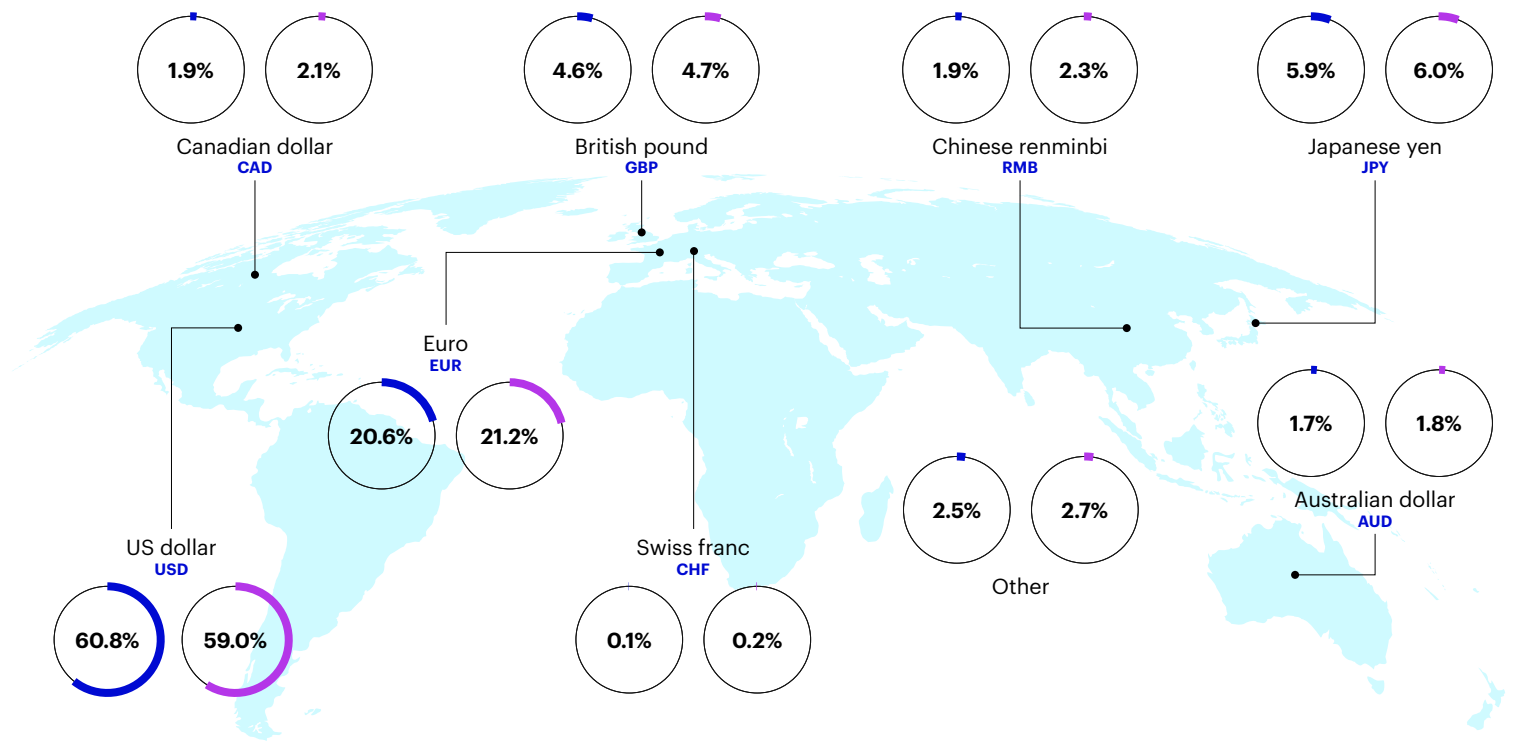 1.9% 2.1%
Canadian dollar
CAD
4.6% 4.7%
British pound
GBP
1.9% 2.3%
Chinese renminbi
RMB
5.9% 6.0%
Japanese yen
JPY
Euro
EUR
20.6% 21.2%
1.7% 1.8%
Australian dollar
AUD
2.5% 2.7%
Other
US dollar
USD
60.8% 59.0%
Swiss franc
CHF
0.1% 0.2%